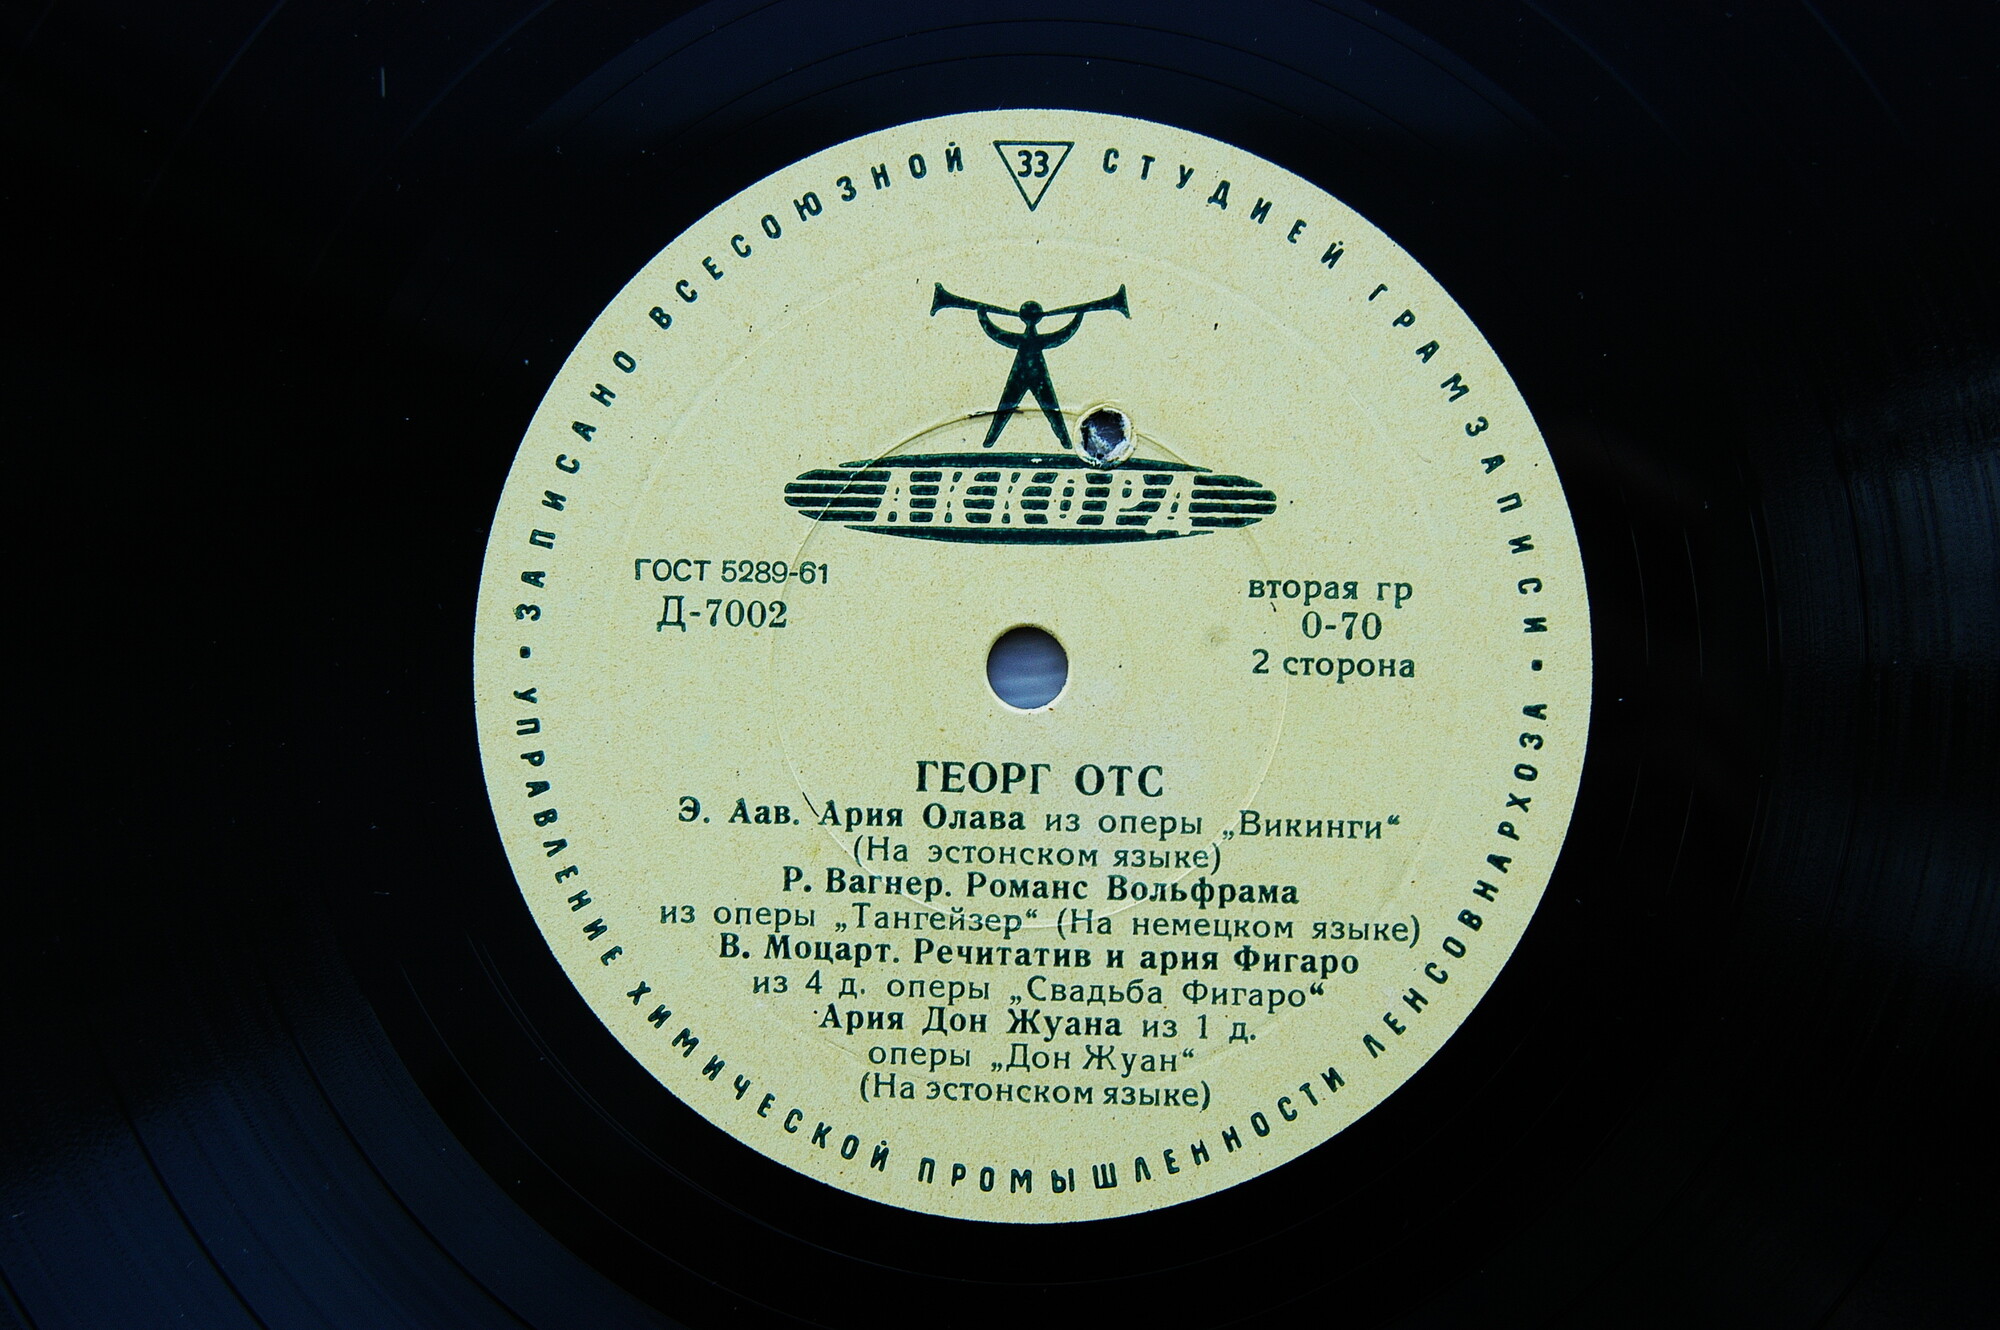 ЗАПИСАНО ВСЕСОЮЗНОЙ 33 СТУДИЕЙ ГРАМЗАПИСИ •
АККОРД
ГОСТ 5289-61
Д-7002
вторая гр
0-70
2 сторона
ГЕОРГ ОТС
Э. Аав. Ария Олава из оперы „Викинги“
(На эстонском языке)
Р. Вагнер. Романс Вольфрама
из оперы „Тангейзер“ (На немецком языке)
В. Моцарт. Речитатив и ария Фигаро
из 4 д. оперы „Свадьба Фигаро“
Ария Дон Жуана из 1 д.
оперы „Дон Жуан“
(На эстонском языке)
УПРАВЛЕНИЕ ХИМИЧЕСКОЙ ПРОМЫШЛЕННОСТИ ЛЕНСОВНАРХОЗА •